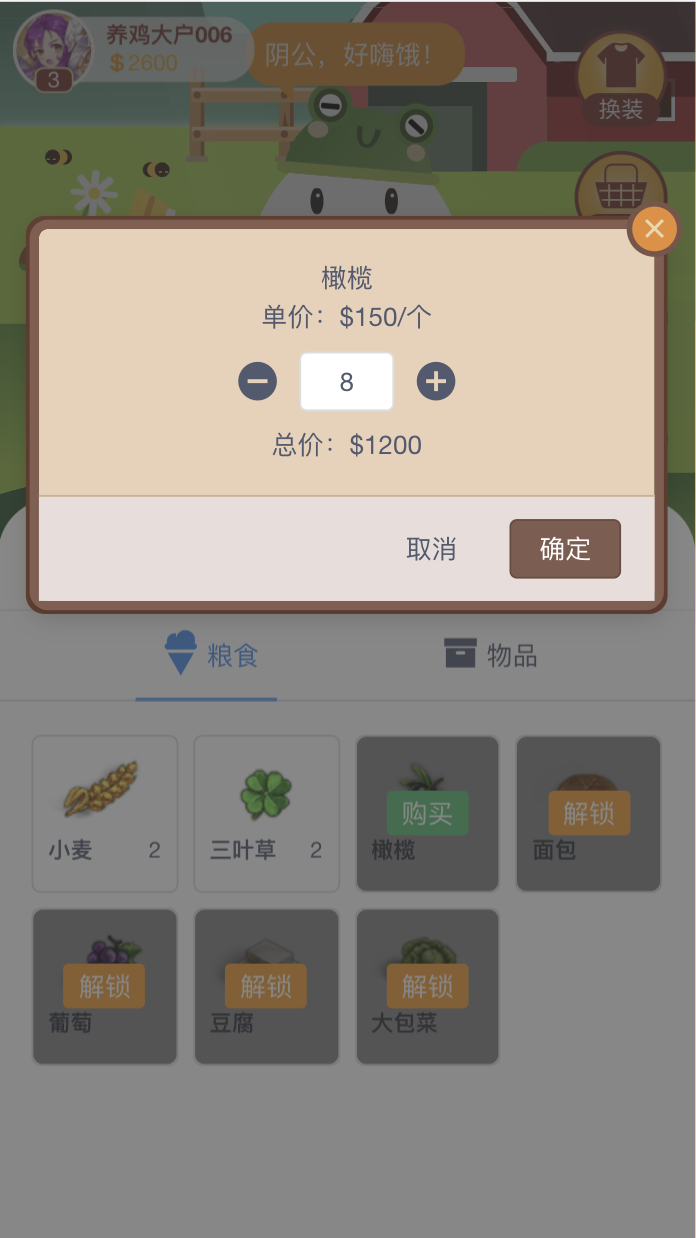 养鸡大户006
$2600
3
阴公，好嗨饿！
换装
橄榄
单价：$150/个
8
总价：$1200
取消
确定
粮食
物品
小麦 2
三叶草 2
购买
橄榄
解锁
面包
解锁
葡萄
解锁
豆腐
解锁
大包菜